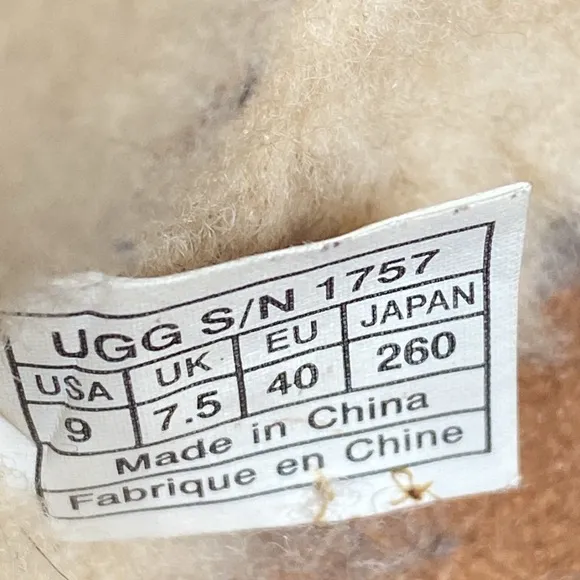 UGG S/N 1757
USA UK EU JAPAN
9 7.5 40 260
Made in China
Fabrique en Chine